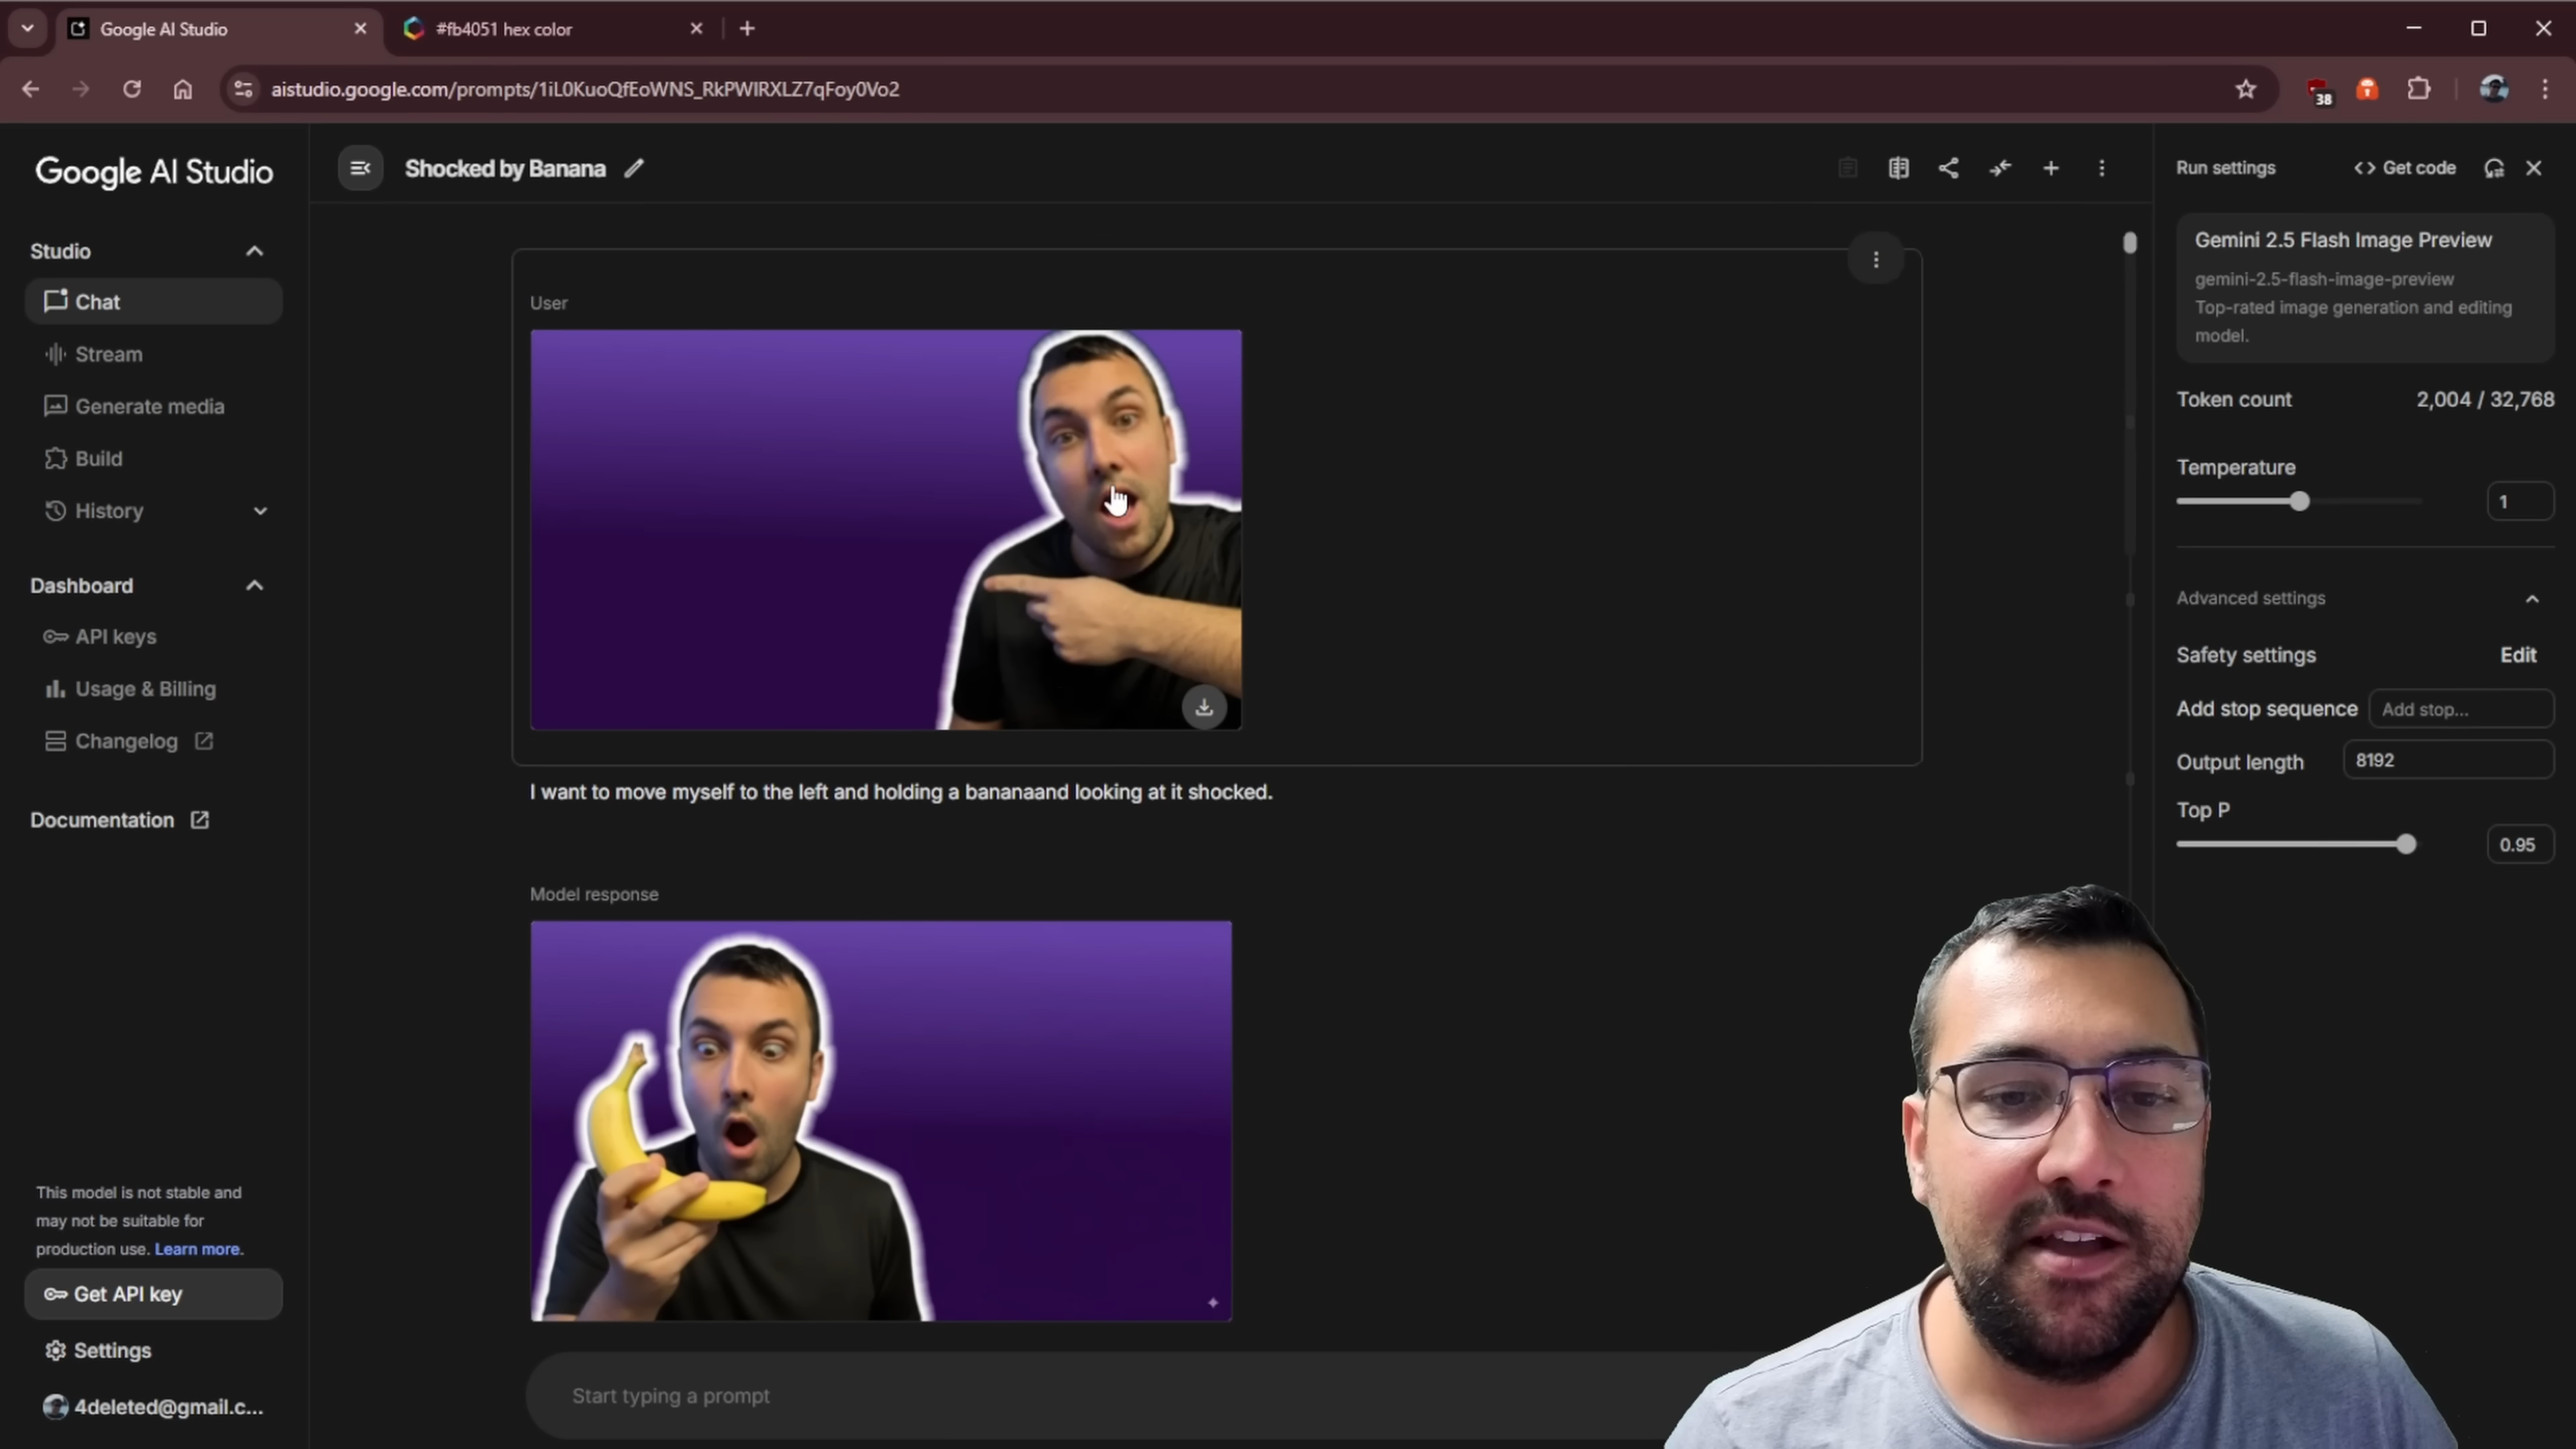 Google AI Studio
#fb4051 hex color
aistudio.google.com/prompts/1iL0KuoQfEoWNS_RkPWlRXLZ7qFoy0Vo2
38
Google AI Studio
Studio
Chat
Stream
Generate media
Build
History
Dashboard
API keys
Usage & Billing
Changelog
Documentation
This model is not stable and
may not be suitable for
production use. Learn more.
Get API key
Settings
4deleted@gmail.c...
Shocked by Banana
User
I want to move myself to the left and holding a bananaand looking at it shocked.
Model response
Start typing a prompt
Run settings
<> Get code
Gemini 2.5 Flash Image Preview
gemini-2.5-flash-image-preview
Top-rated image generation and editing
model.
Token count 2,004 / 32,768
Temperature
1
Advanced settings
Safety settings Edit
Add stop sequence Add stop...
Output length 8192
Top P
0.95